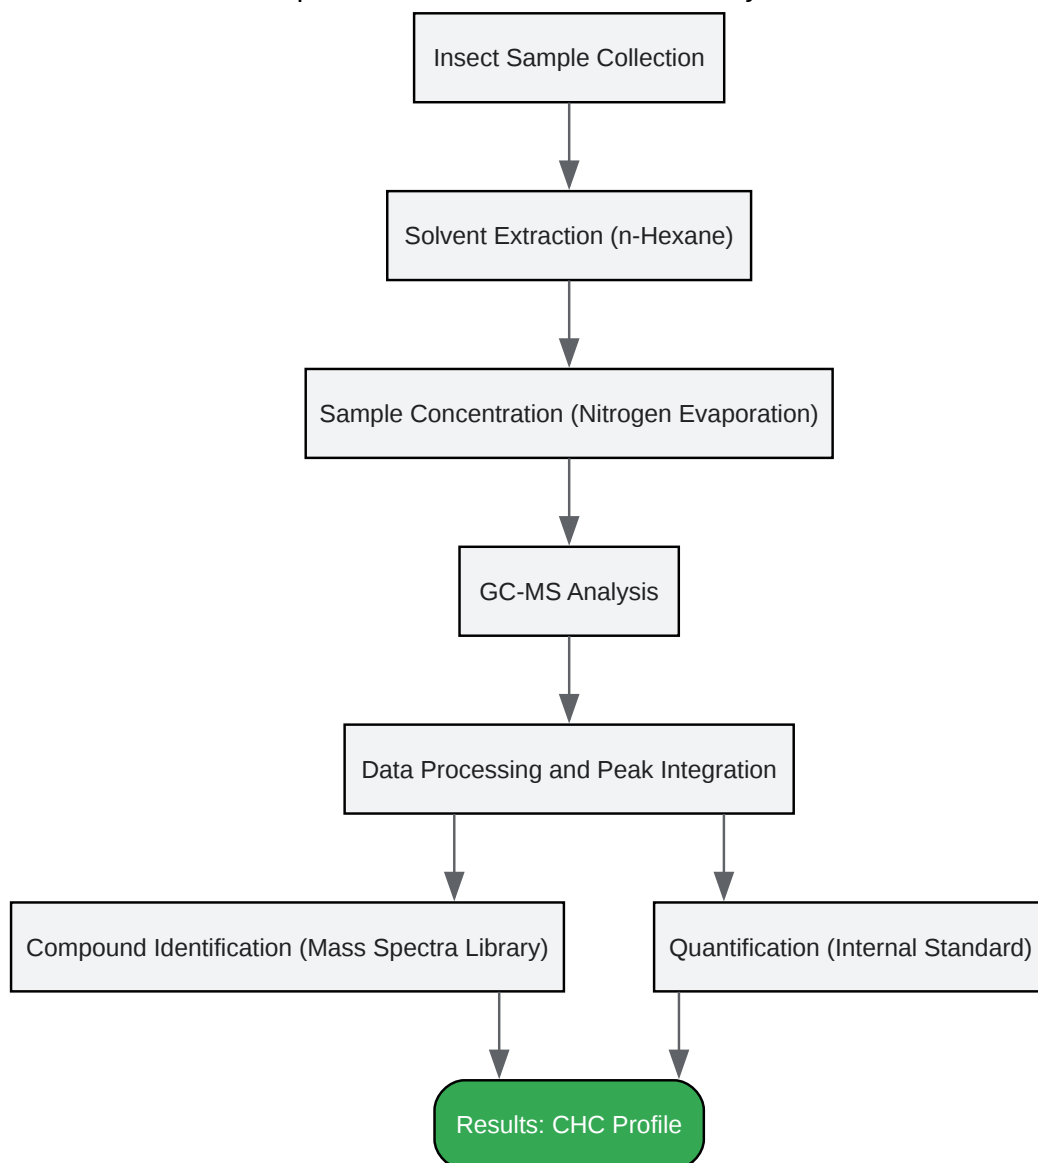 Insect Sample Collection
Solvent Extraction (n-Hexane)
Sample Concentration (Nitrogen Evaporation)
GC-MS Analysis
Data Processing and Peak Integration
Compound Identification (Mass Spectra Library)
Quantification (Internal Standard)
Results: CHC Profile